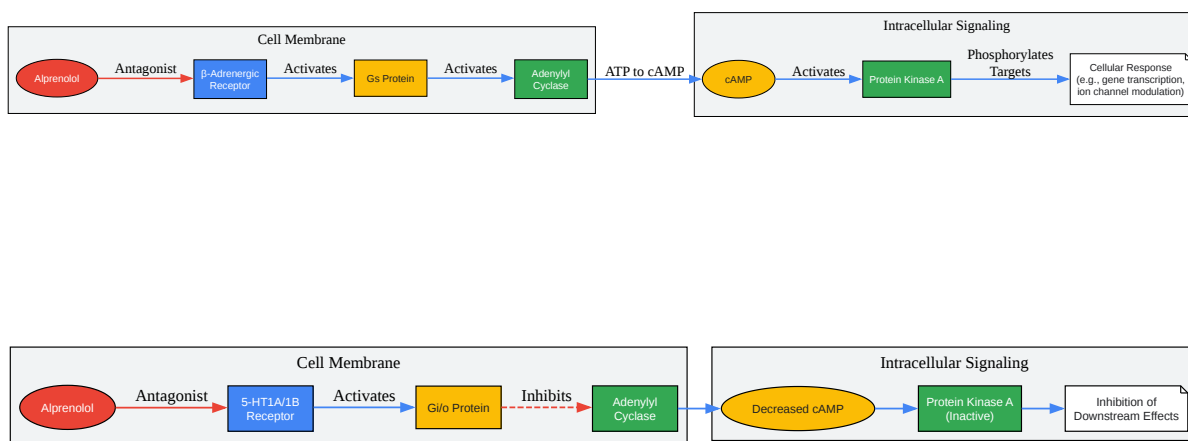 Intracellular Signaling
Cell Membrane
Alprenolol
Antagonist
β-Adrenergic
Receptor
Activates
Gs Protein
Activates
Adenylyl
Cyclase
ATP to cAMP
cAMP
Activates
Protein Kinase A
Phosphorylates
Targets
Cellular Response
(e.g., gene transcription,
ion channel modulation)
Cell Membrane
Alprenolol
Antagonist
5-HT1A/1B
Receptor
Activates
Gi/o Protein
Inhibits
Adenylyl
Cyclase
Intracellular Signaling
Decreased cAMP
Protein Kinase A
(Inactive)
Inhibition of
Downstream Effects